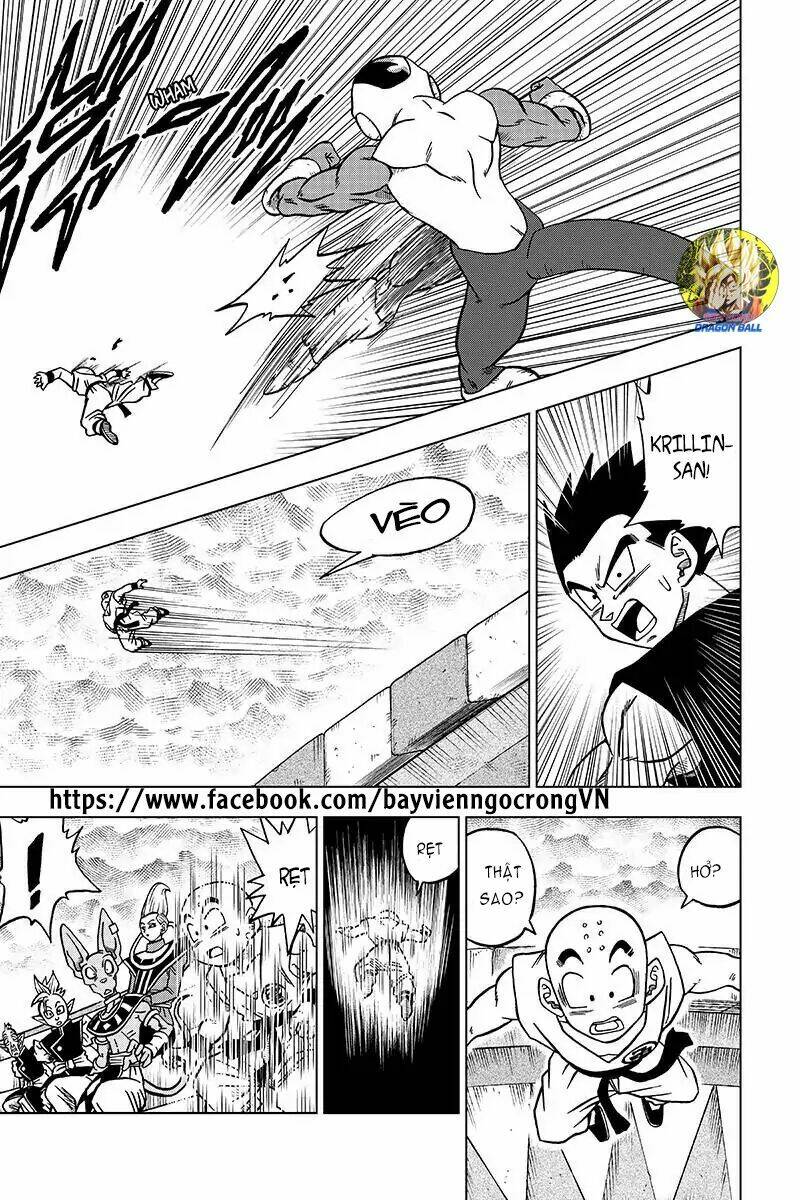 WHAM
DRAGON BALL
KRILLIN-
SAN!
VÈO
https://www.facebook.com/bayvienngocrongVN
HỞ?
THẬT
SAO?
RẸT
RẸT
!